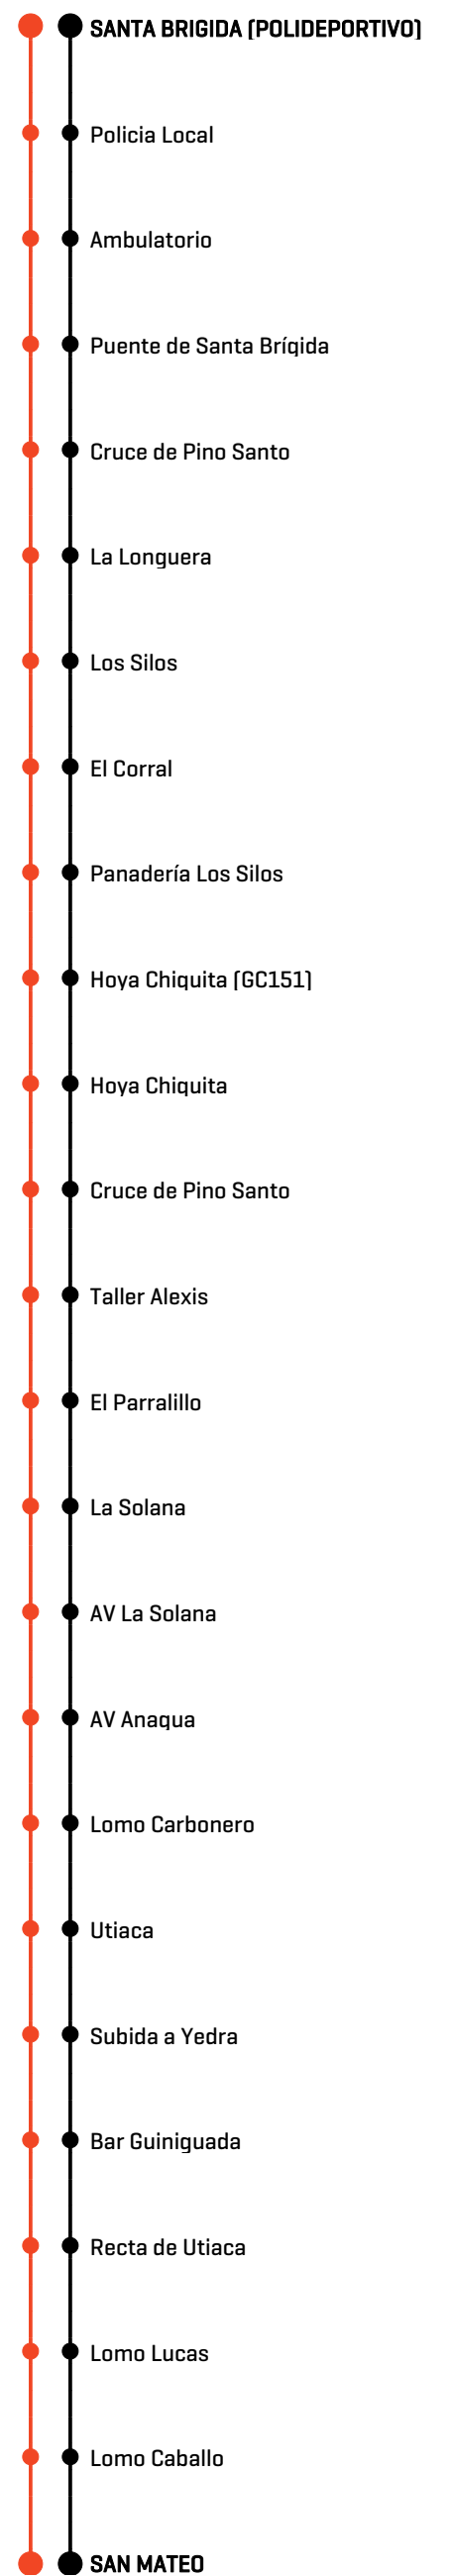 SANTA BRIGIDA (POLIDEPORTIVO)
Policia Local
Ambulatorio
Puente de Santa Brígida
Cruce de Pino Santo
La Longuera
Los Silos
El Corral
Panadería Los Silos
Hoya Chiquita (GC151)
Hoya Chiquita
Cruce de Pino Santo
Taller Alexis
El Parralillo
La Solana
AV La Solana
AV Anagua
Lomo Carbonero
Utiaca
Subida a Yedra
Bar Guiniguada
Recta de Utiaca
Lomo Lucas
Lomo Caballo
SAN MATEO